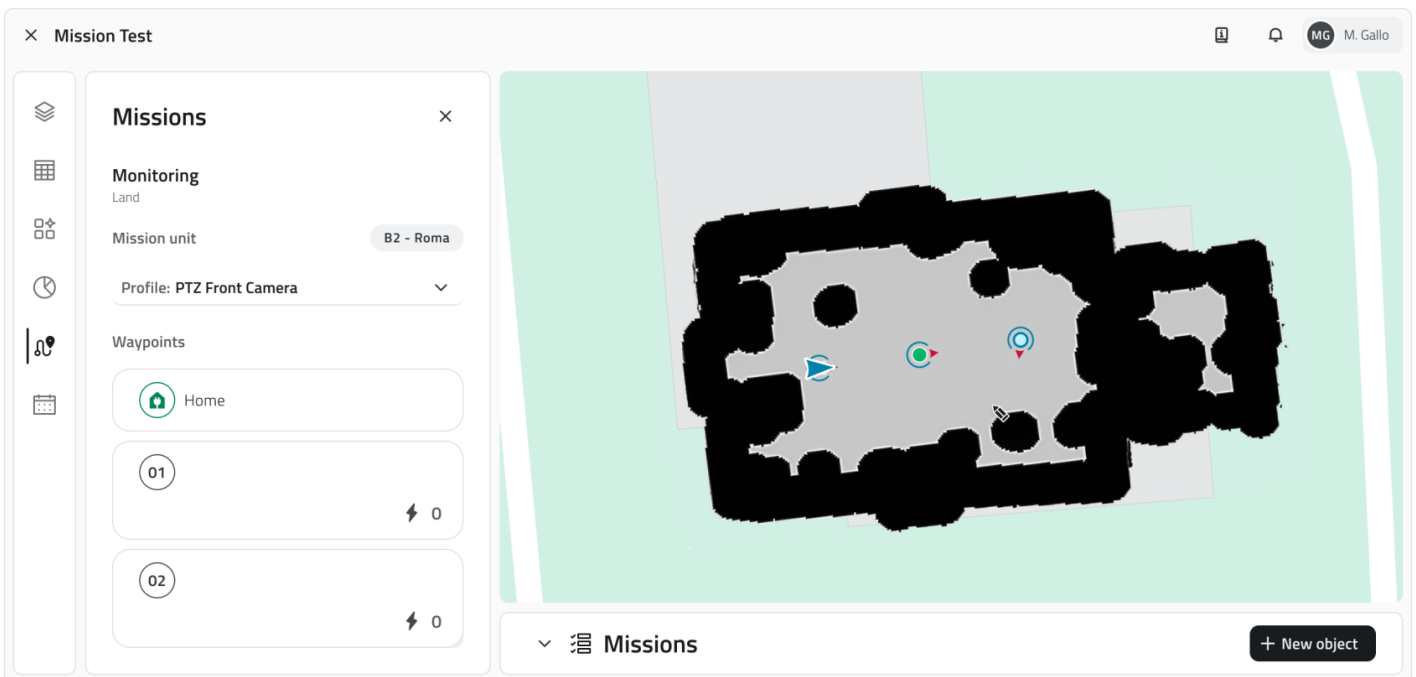 Mission Test
MG M. Gallo
Missions
Monitoring
Land
Mission unit B2 - Roma
Profile: PTZ Front Camera
Waypoints
Home
01
0
02
0
Missions
+ New object